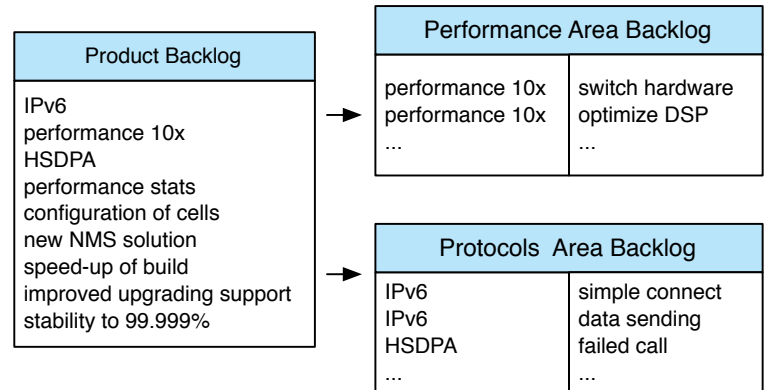 Product Backlog
IPv6
performance 10x
HSDPA
performance stats
configuration of cells
new NMS solution
speed-up of build
improved upgrading support
stability to 99.999%
Performance Area Backlog
performance 10x switch hardware
performance 10x optimize DSP
... ...
Protocols Area Backlog
IPv6 simple connect
IPv6 data sending
HSDPA failed call
... ...